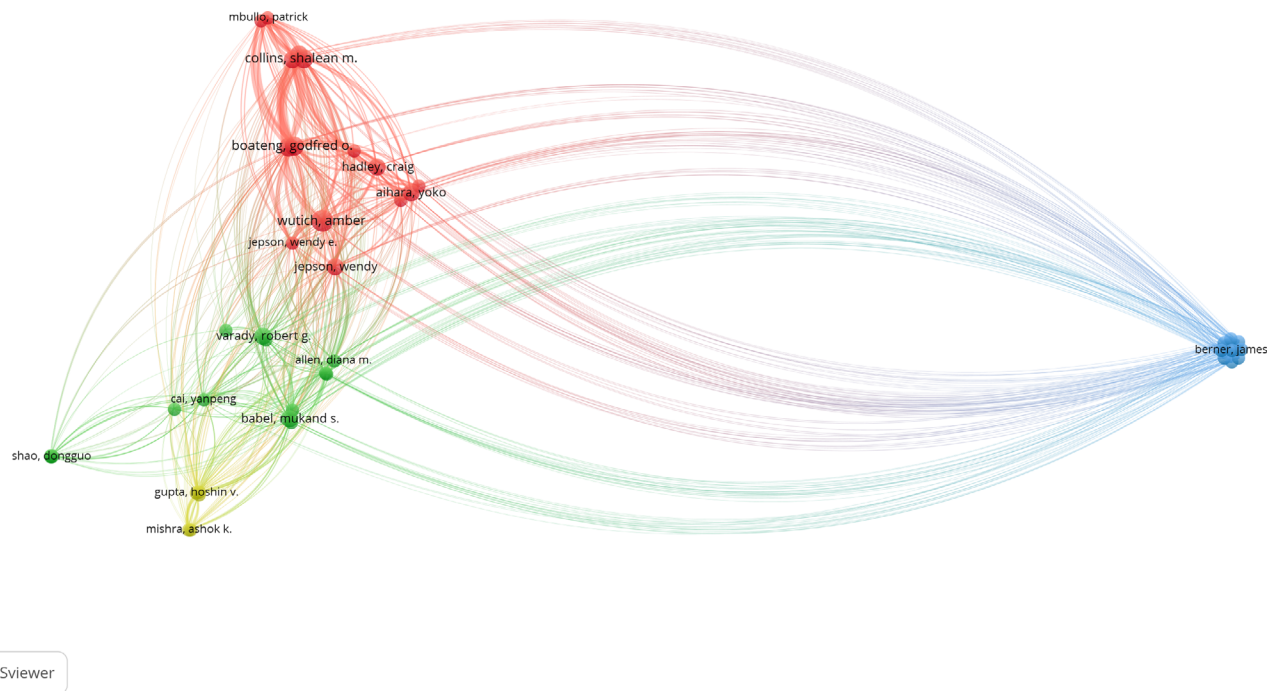 mbullo, patrick
collins, shalean m.
boateng, godfred o.
hadley, craig
aihara, yoko
wutich, amber
jepson, wendy e.
jepson, wendy
varady, robert g.
berner, james
allen, diana m.
cai, yanpeng
babel, mukand s.
shao, dongguo
gupta, hoshin v.
mishra, ashok k.
Sviewer